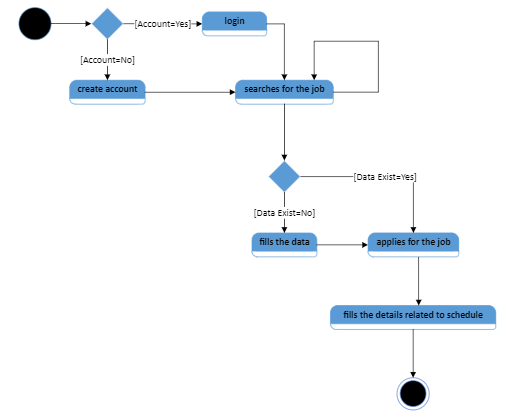 [Account=Yes]
login
[Account=No]
create account
searches for the job
[Data Exist=Yes]
[Data Exist=No]
fills the data
applies for the job
fills the details related to schedule